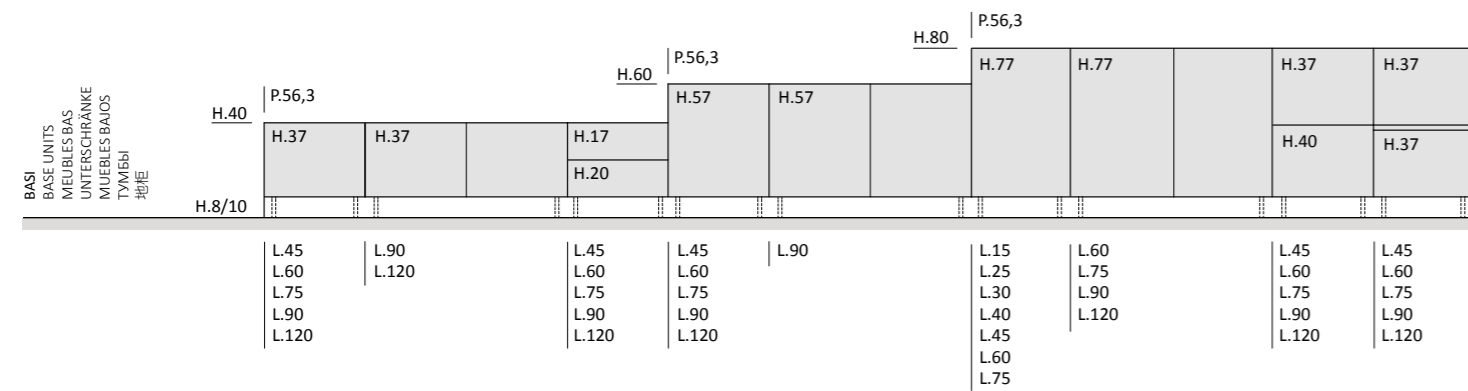 BASI
BASE UNITS
MEUBLES BAS
UNTERSCHRÄNKE
MUEBLES BAJOS
ТУМБЫ
地柜
H.40
P.56,3
H.60
P.56,3
H.80
P.56,3
H.37
H.37
H.17
H.20
H.57
H.57
H.77
H.77
H.37
H.40
H.37
H.37
H.8/10
L.45
L.60
L.75
L.90
L.120
L.90
L.120
L.45
L.60
L.75
L.90
L.120
L.45
L.60
L.75
L.90
L.120
L.90
L.15
L.25
L.30
L.40
L.45
L.60
L.75
L.60
L.75
L.90
L.120
L.45
L.60
L.75
L.90
L.120
L.45
L.60
L.75
L.90
L.120